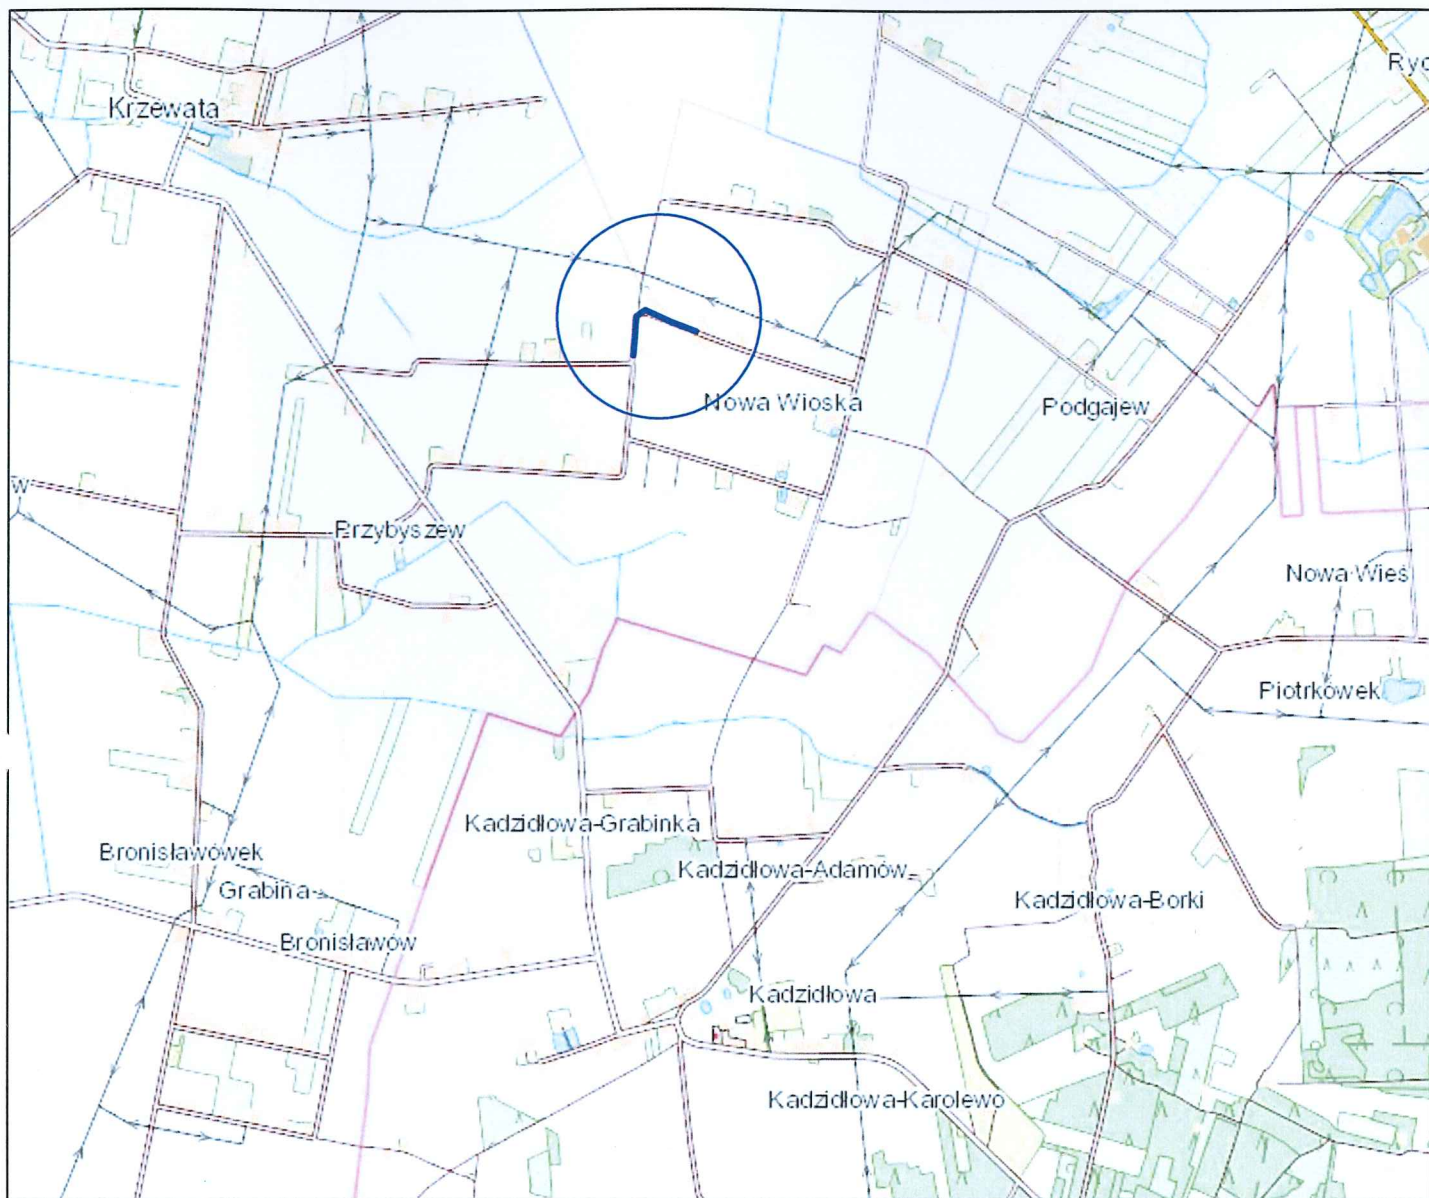 Ryc
Krzewata
Nowa Wioska
Podgajew
w
Przybyszew
Nowa Wieś
Piotrkówek
Kadzidłowa-Grabinka
Bronisławówek
Kadzidłowa-Adamów
Grabina
Kadzidłowa-Borki
Bronisławów
Kadzidłowa
Kadzidłowa-Karolewo